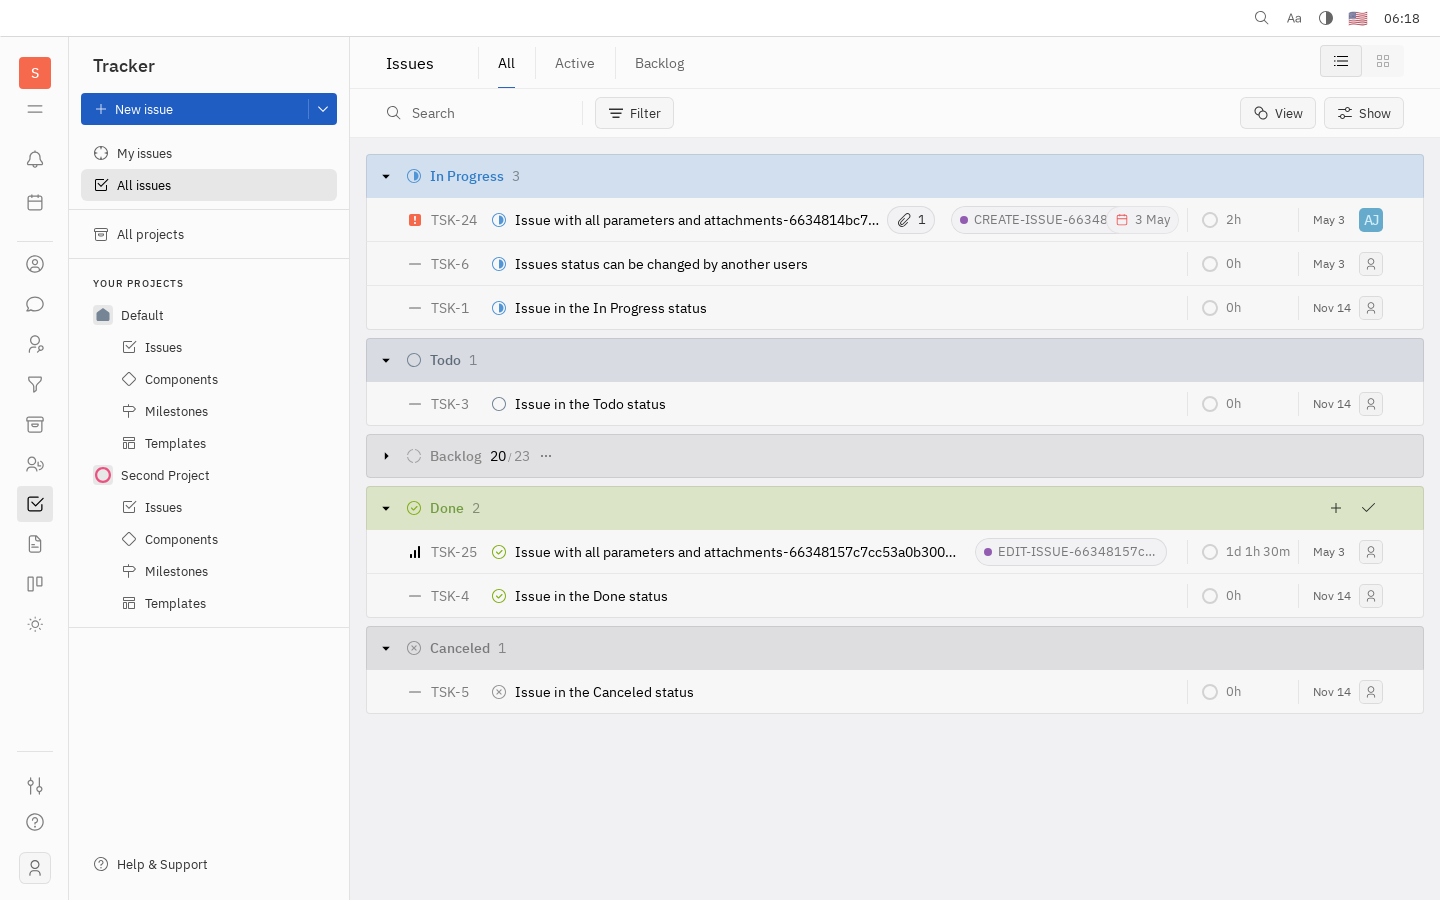 Aa
06:18
S
Tracker
New issue
My issues
All issues
All projects
YOUR PROJECTS
Default
Issues
Components
Milestones
Templates
Second Project
Issues
Components
Milestones
Templates
Help & Support
Issues All Active Backlog
Search Filter View Show
In Progress 3
TSK-24 Issue with all parameters and attachments-6634814bc7... 1 CREATE-ISSUE-66348 3 May 2h May 3 AJ
TSK-6 Issues status can be changed by another users 0h May 3
TSK-1 Issue in the In Progress status 0h Nov 14
Todo 1
TSK-3 Issue in the Todo status 0h Nov 14
Backlog 20/23 ...
Done 2
TSK-25 Issue with all parameters and attachments-66348157c7cc53a0b300... EDIT-ISSUE-66348157c... 1d 1h 30m May 3
TSK-4 Issue in the Done status 0h Nov 14
Canceled 1
TSK-5 Issue in the Canceled status 0h Nov 14